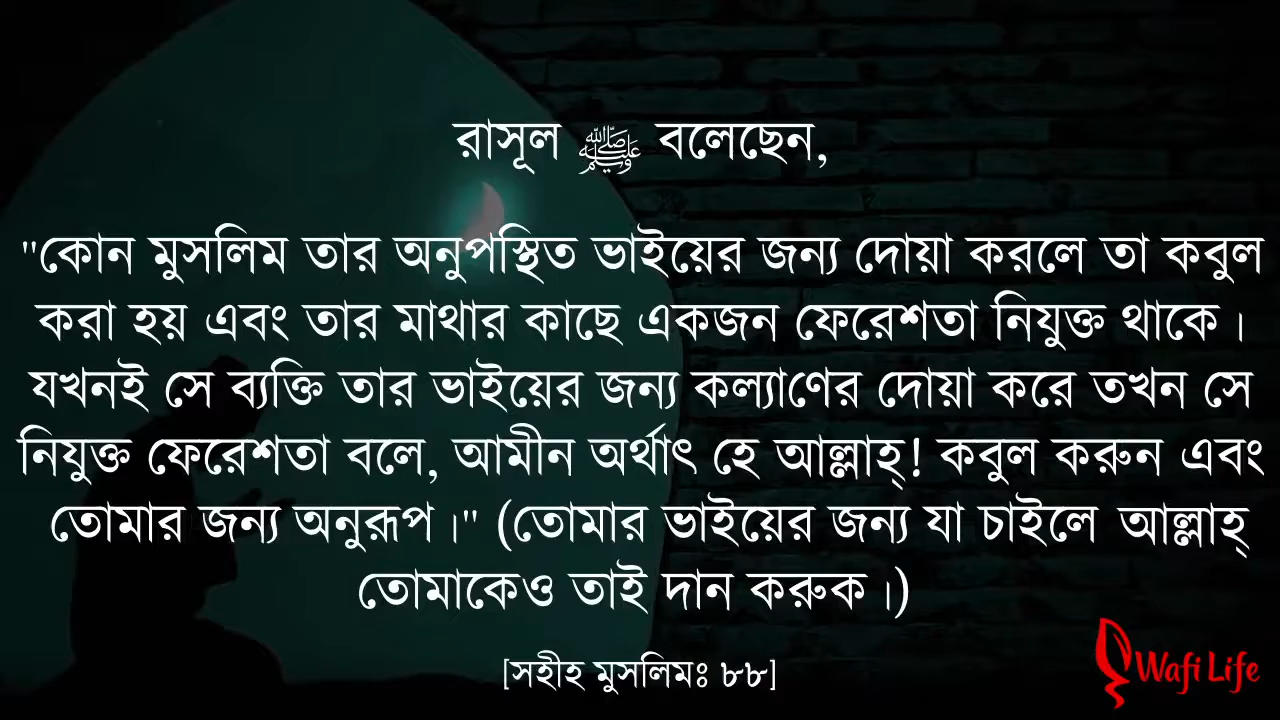 রাসূল ﷺ বলেছেন,
"কোন মুসলিম তার অনুপস্থিত ভাইয়ের জন্য দোয়া করলে তা কবুল
করা হয় এবং তার মাথার কাছে একজন ফেরেশতা নিযুক্ত থাকে।
যখনই সে ব্যক্তি তার ভাইয়ের জন্য কল্যাণের দোয়া করে তখন সে
নিযুক্ত ফেরেশতা বলে, আমীন অর্থাৎ হে আল্লাহ্! কবুল করুন এবং
তোমার জন্য অনুরূপ।" (তোমার ভাইয়ের জন্য যা চাইলে আল্লাহ্
তোমাকেও তাই দান করুক।)
[সহীহ মুসলিমঃ ৮৮]
Wafi Life